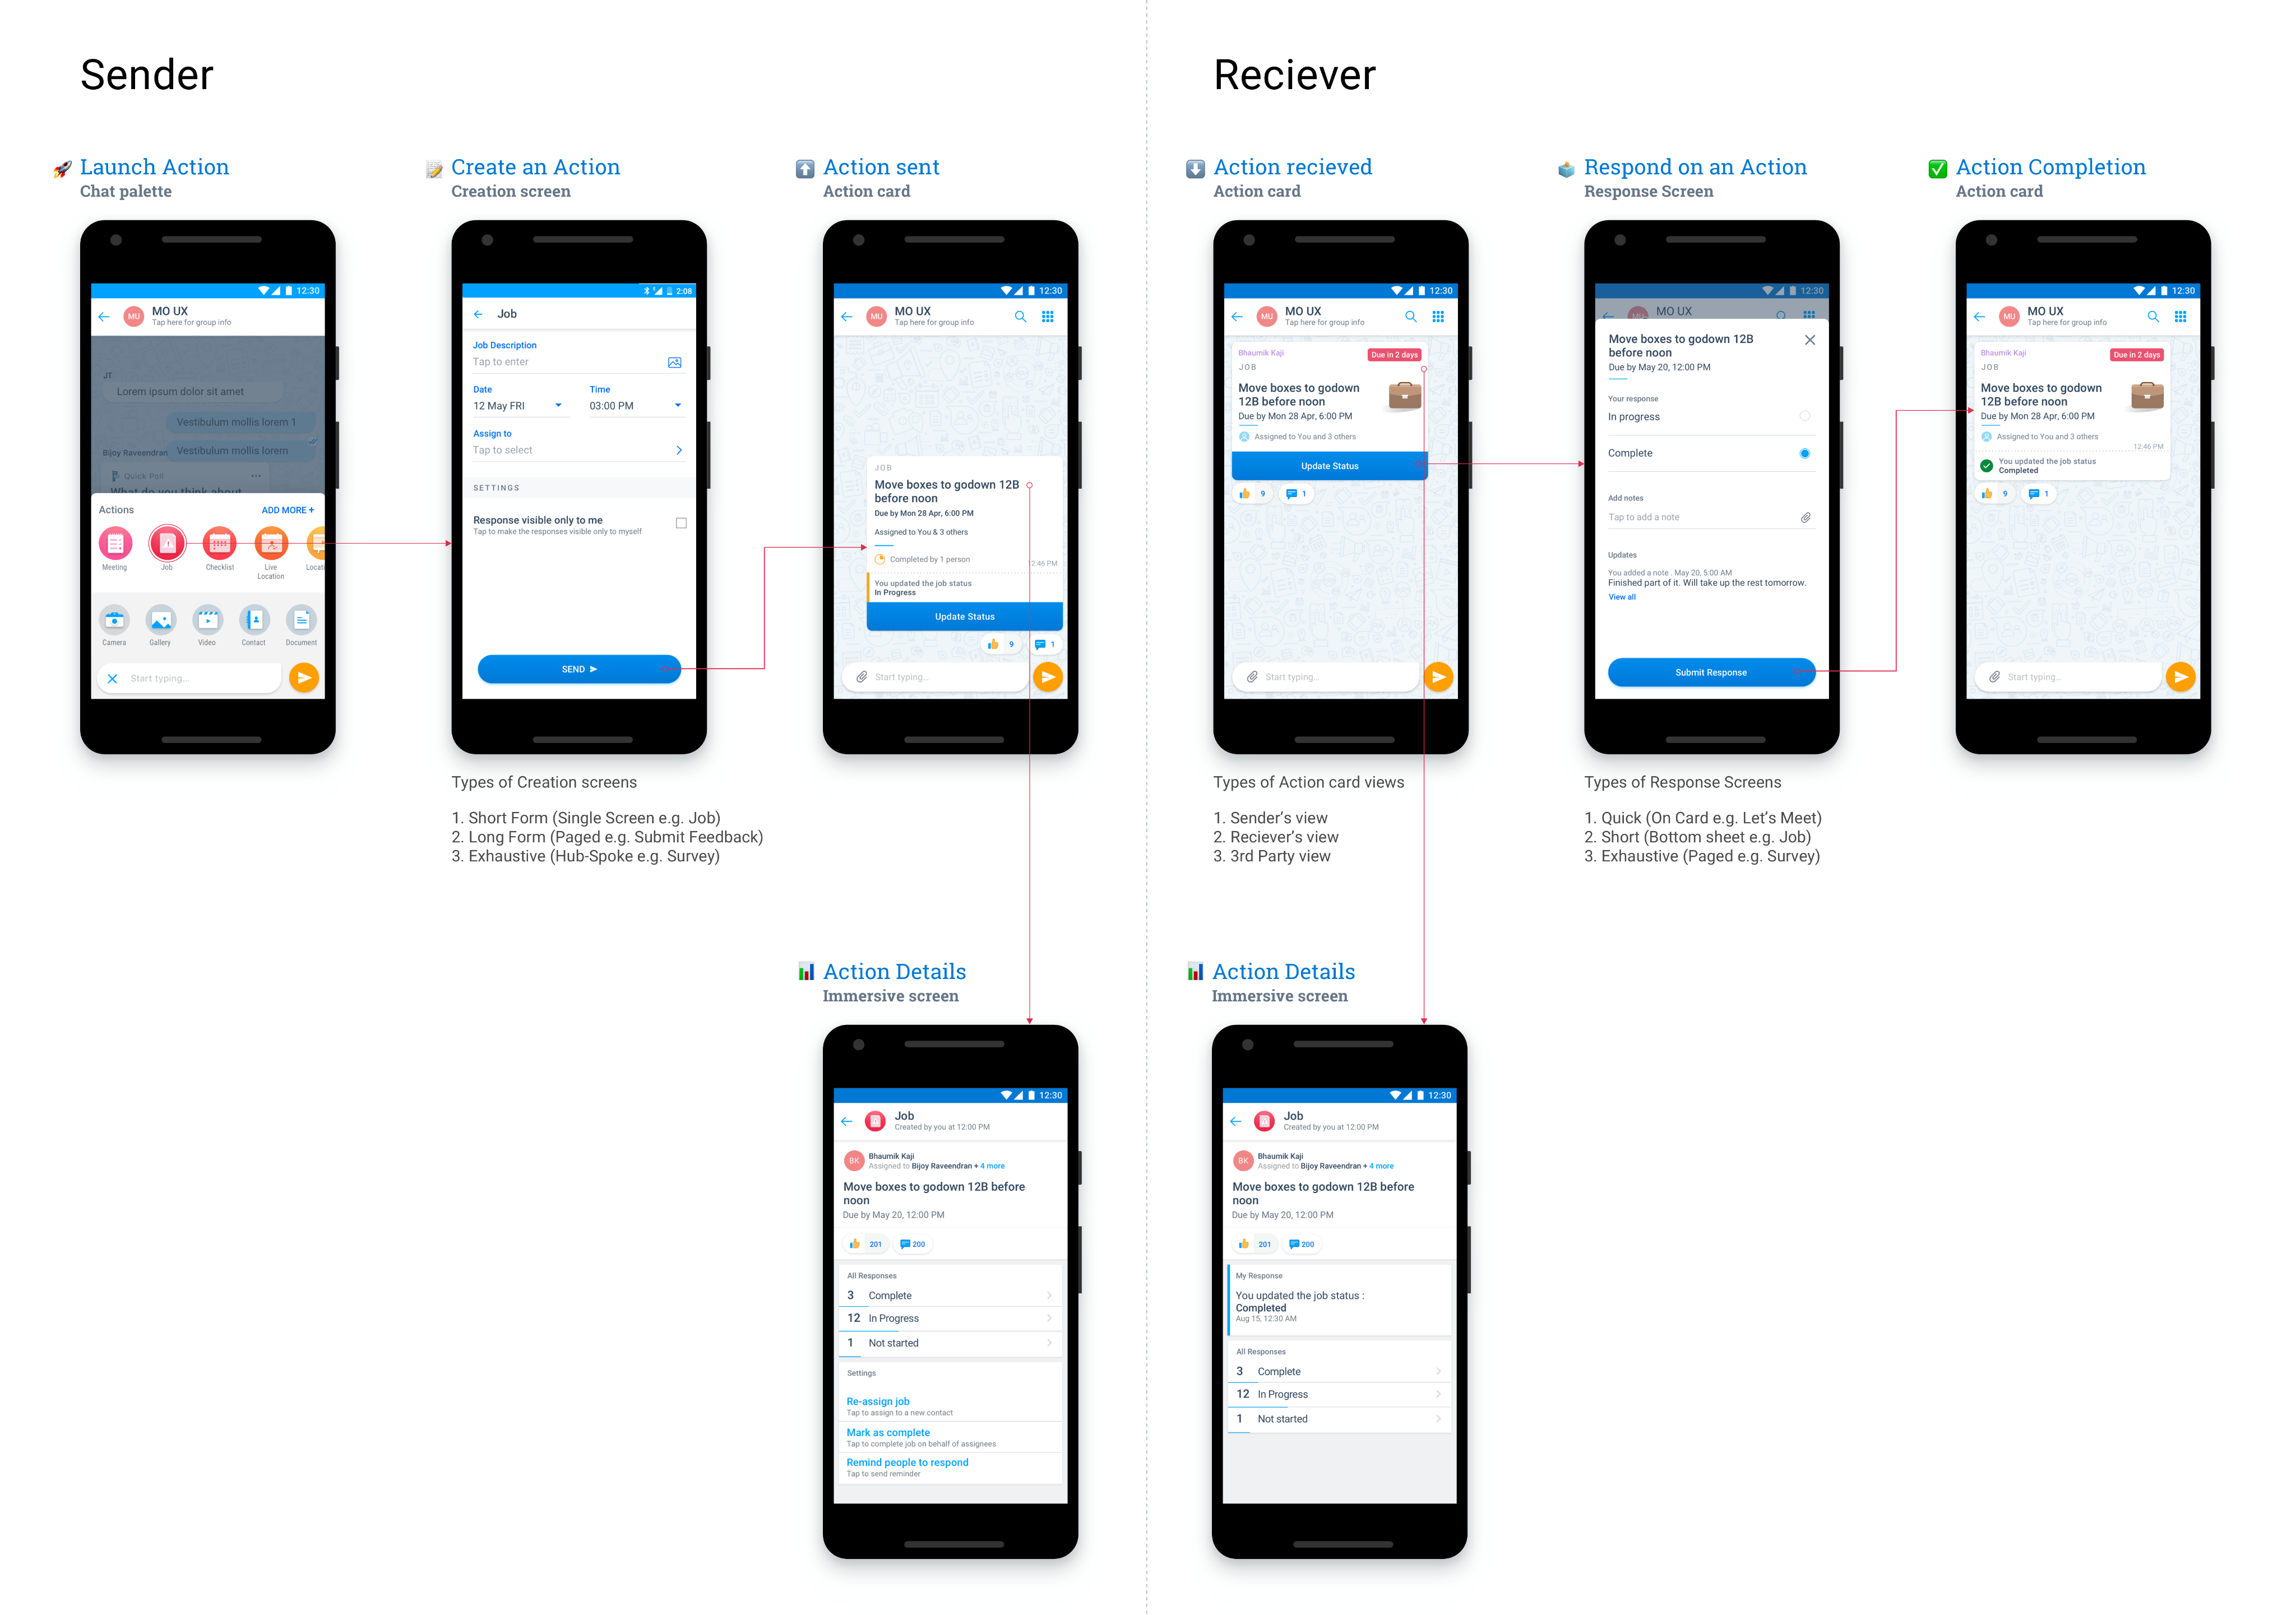 Sender
Launch Action
Chat palette
12:30
MU
MO UX
Tap here for group info
JT
Lorem ipsum dolor sit amet
Vestibulum mollis lorem 1
Bijoy Raveendran
Vestibulum mollis lorem
Quick Poll
What do you think about
Actions
ADD MORE +
Meeting
Job
Checklist
Live
Location
Locati
Camera
Gallery
Video
Contact
Document
Start typing...
Create an Action
Creation screen
2:08
Job
Job Description
Tap to enter
Date
Time
12 May FRI
03:00 PM
Assign to
Tap to select
SETTINGS
Response visible only to me
Tap to make the responses visible only to myself
SEND
Types of Creation screens
1. Short Form (Single Screen e.g. Job)
2. Long Form (Paged e.g. Submit Feedback)
3. Exhaustive (Hub-Spoke e.g. Survey)
Action sent
Action card
12:30
MU
MO UX
Tap here for group info
JOB
Move boxes to godown 12B
before noon
Due by Mon 28 Apr, 6:00 PM
Assigned to You & 3 others
Completed by 1 person
12:46 PM
You updated the job status
In Progress
Update Status
9
1
Start typing...
Action Details
Immersive screen
12:30
Job
Created by you at 12:00 PM
BK
Bhaumik Kaji
Assigned to Bijoy Raveendran + 4 more
Move boxes to godown 12B before
noon
Due by May 20, 12:00 PM
201
200
All Responses
3 Complete
12 In Progress
1 Not started
Settings
Re-assign job
Tap to assign to a new contact
Mark as complete
Tap to complete job on behalf of assignees
Remind people to respond
Tap to send reminder
Reciever
Action recieved
Action card
12:30
MU
MO UX
Tap here for group info
Bhaumik Kaji
Due in 2 days
JOB
Move boxes to godown
12B before noon
Due by Mon 28 Apr, 6:00 PM
Assigned to You and 3 others
Update Status
9
1
Start typing...
Types of Action card views
1. Sender's view
2. Reciever's view
3. 3rd Party view
Action Details
Immersive screen
12:30
Job
Created by you at 12:00 PM
BK
Bhaumik Kaji
Assigned to Bijoy Raveendran + 4 more
Move boxes to godown 12B before
noon
Due by May 20, 12:00 PM
201
200
My Response
You updated the job status :
Completed
Aug 15, 12:30 AM
All Responses
3 Complete
12 In Progress
1 Not started
Respond on an Action
Response Screen
12:30
MU
MO UX
Move boxes to godown 12B
before noon
Due by May 20, 12:00 PM
Your response
In progress
Complete
Add notes
Tap to add a note
Updates
You added a note . May 20, 5:00 AM
Finished part of it. Will take up the rest tomorrow.
View all
Submit Response
Types of Response Screens
1. Quick (On Card e.g. Let's Meet)
2. Short (Bottom sheet e.g. Job)
3. Exhaustive (Paged e.g. Survey)
Action Completion
Action card
12:30
MU
MO UX
Tap here for group info
Bhaumik Kaji
Due in 2 days
JOB
Move boxes to godown
12B before noon
Due by Mon 28 Apr, 6:00 PM
Assigned to You and 3 others
12:46 PM
You updated the job status
Completed
9
1
Start typing...